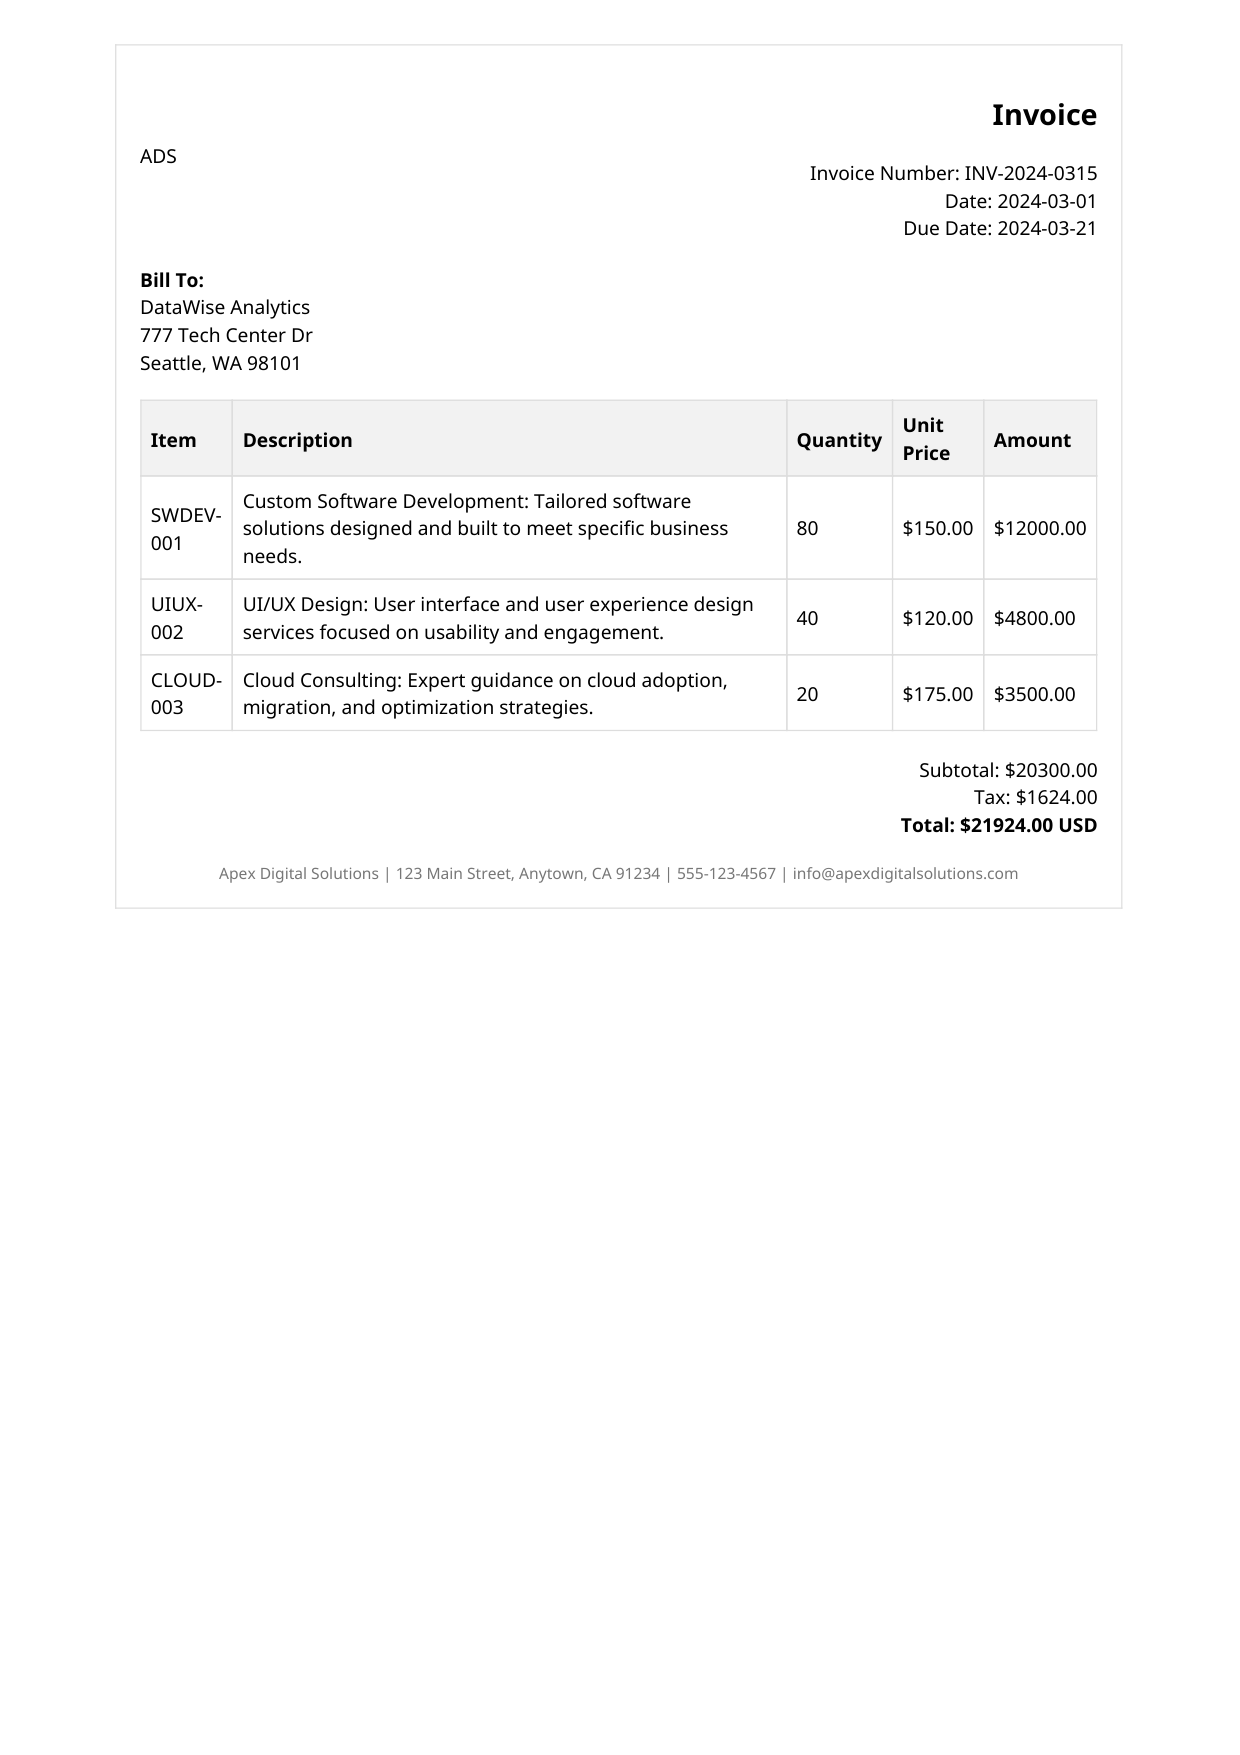 Invoice
ADS
Invoice Number: INV-2024-0315
Date: 2024-03-01
Due Date: 2024-03-21
Bill To:
DataWise Analytics
777 Tech Center Dr
Seattle, WA 98101
Item Description Quantity Unit Price Amount
SWDEV-001 Custom Software Development: Tailored software solutions designed and built to meet specific business needs. 80 $150.00 $12000.00
UIUX-002 UI/UX Design: User interface and user experience design services focused on usability and engagement. 40 $120.00 $4800.00
CLOUD-003 Cloud Consulting: Expert guidance on cloud adoption, migration, and optimization strategies. 20 $175.00 $3500.00
Subtotal: $20300.00
Tax: $1624.00
Total: $21924.00 USD
Apex Digital Solutions | 123 Main Street, Anytown, CA 91234 | 555-123-4567 | info@apexdigitalsolutions.com